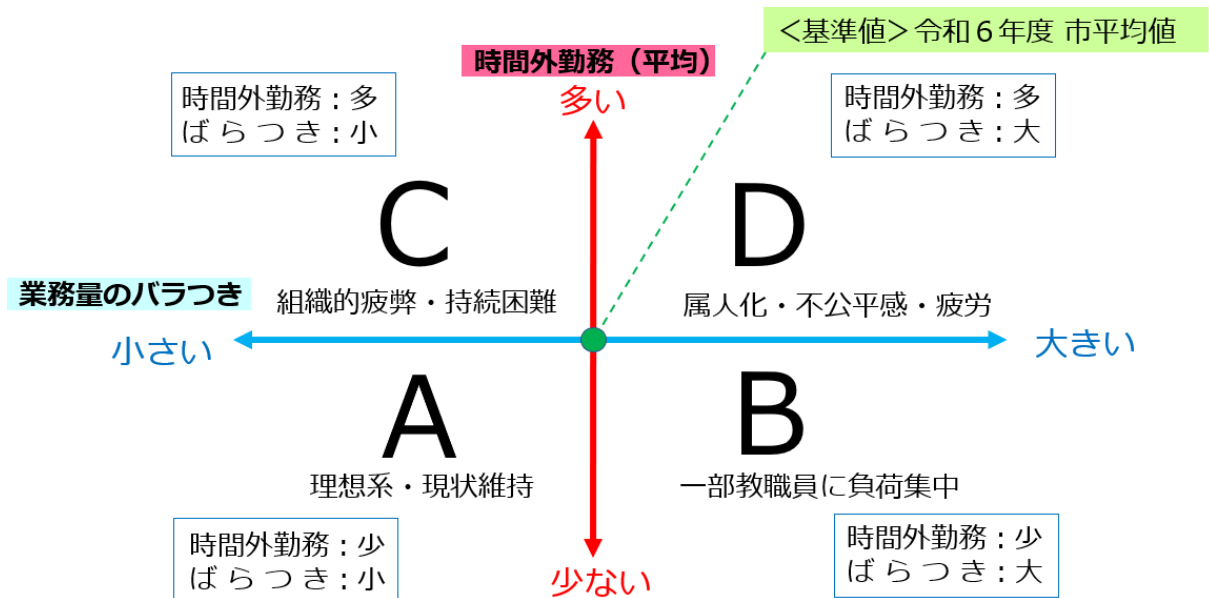 ＜基準値＞令和６年度 市平均値
時間外勤務（平均）
多い
時間外勤務：多
ばらつき：小
時間外勤務：多
ばらつき：大
C
D
業務量のバラつき
組織的疲弊・持続困難
属人化・不公平感・疲労
小さい
大きい
A
B
理想系・現状維持
一部教職員に負荷集中
時間外勤務：少
ばらつき：小
時間外勤務：少
ばらつき：大
少ない